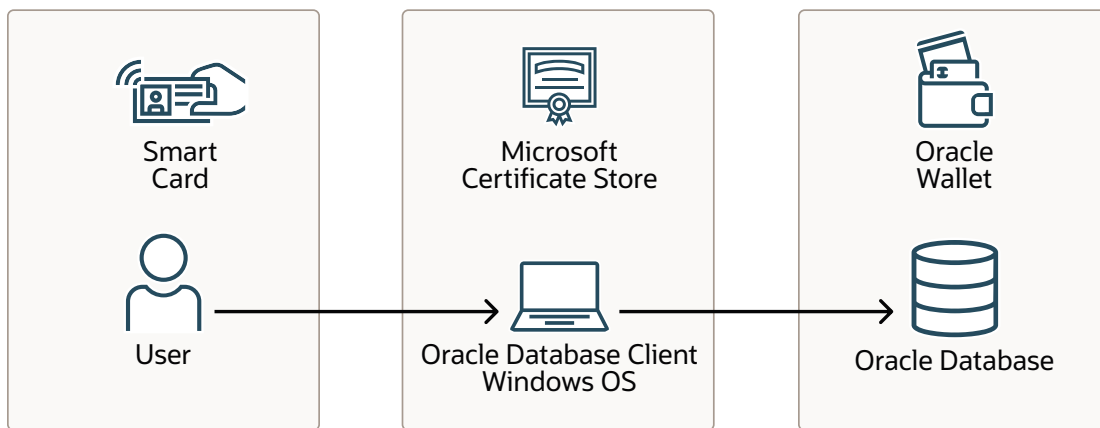 Smart
Card
Microsoft
Certificate Store
Oracle
Wallet
User
Oracle Database Client
Windows OS
Oracle Database